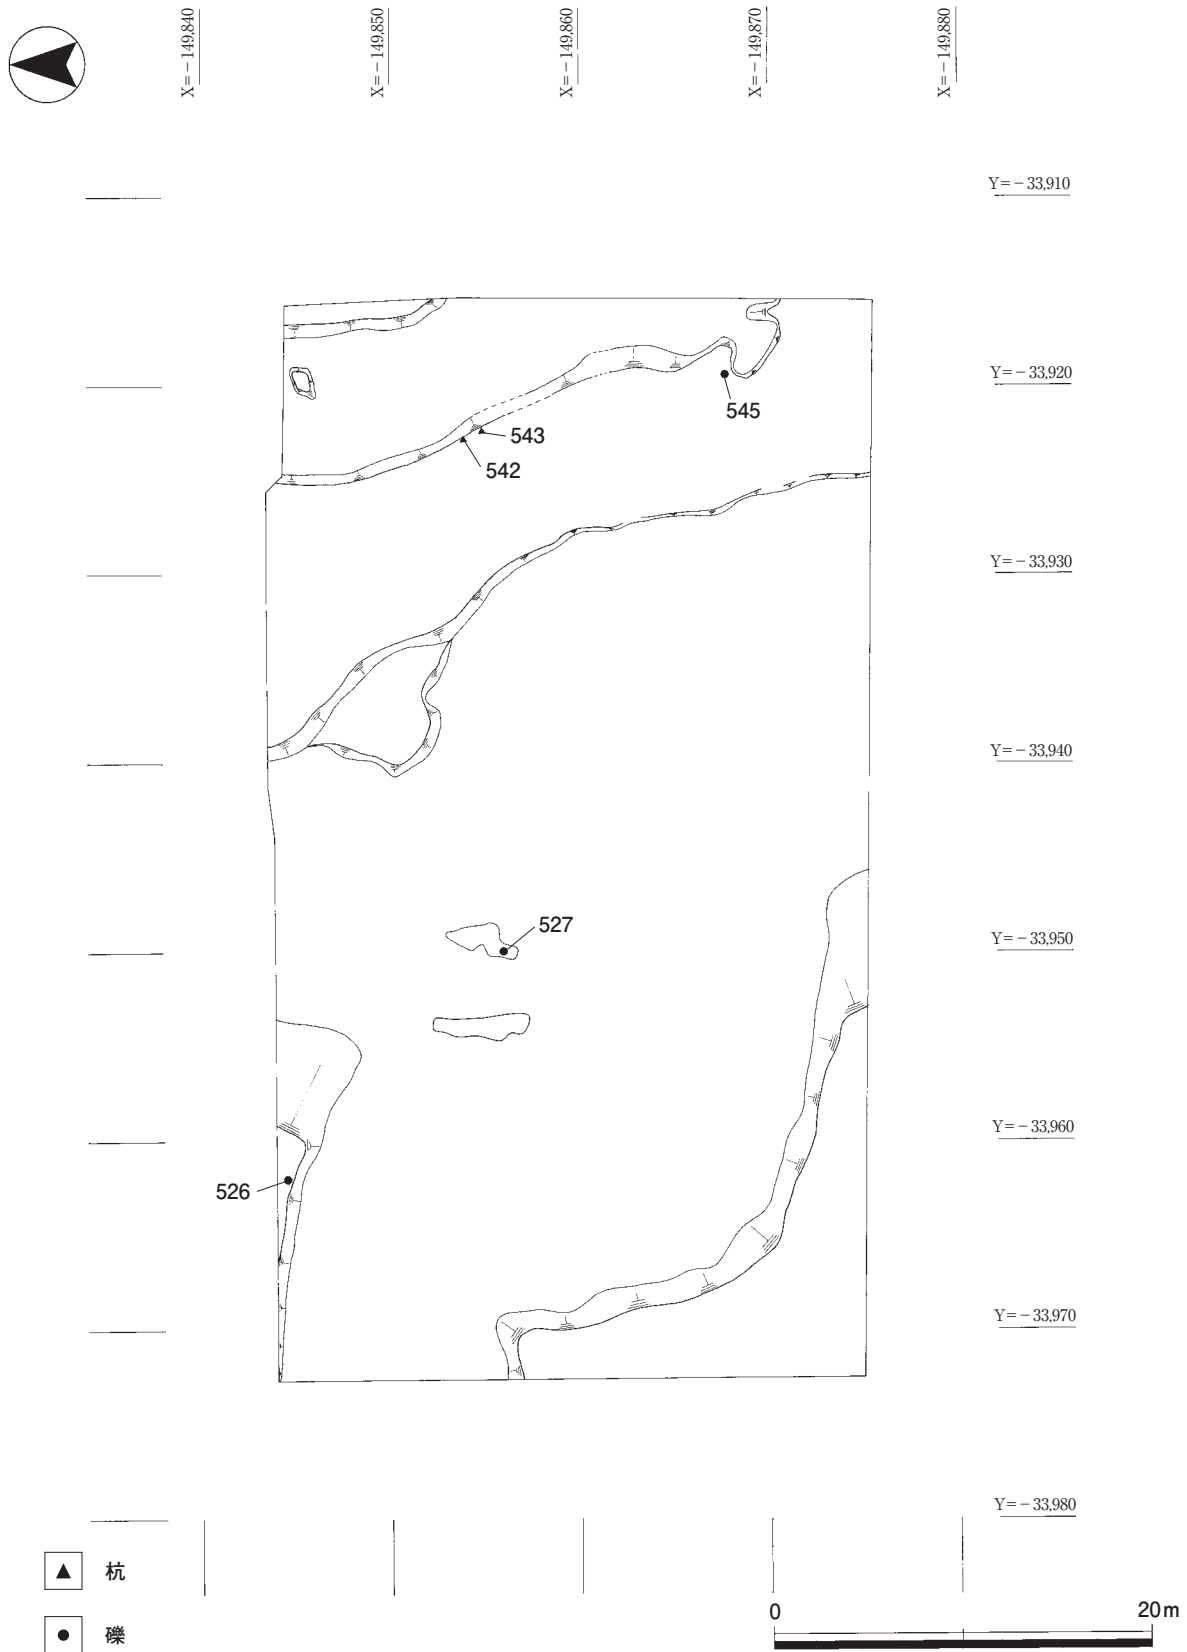 X=－149,840
X=－149,850
X=－149,860
X=－149,870
X=－149,880
Y=－33,910
Y=－33,920
545
543
542
Y=－33,930
Y=－33,940
527
Y=－33,950
Y=－33,960
526
Y=－33,970
Y=－33,980
杭
礫
0 20m